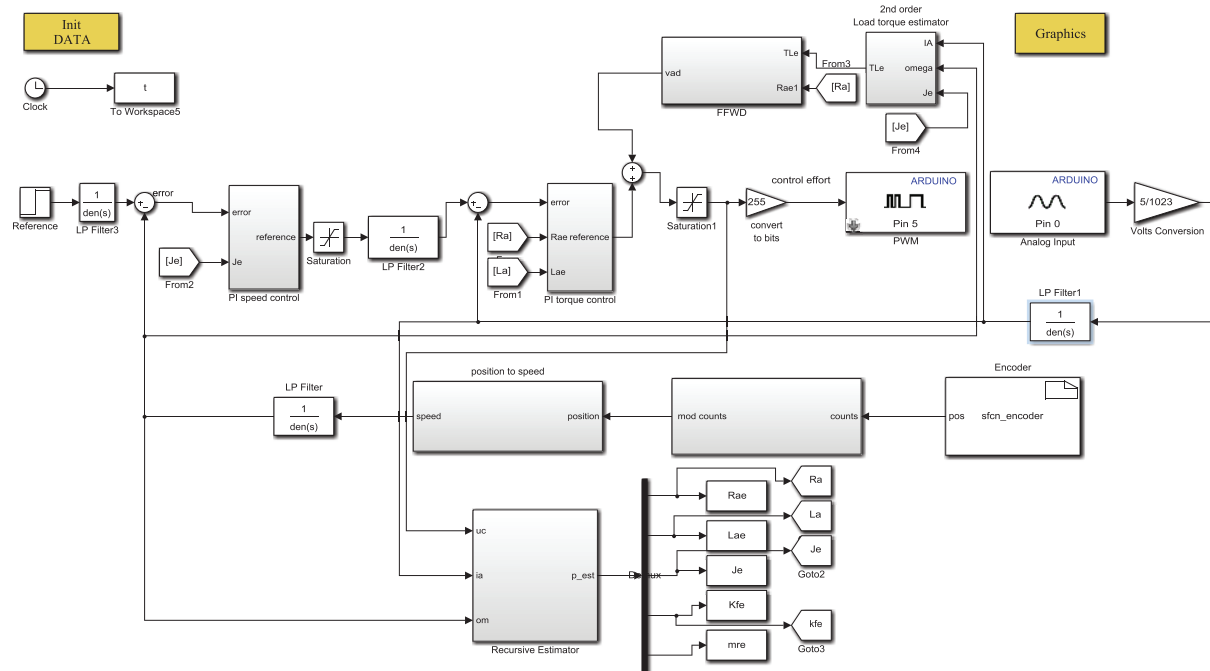 Init
DATA
Clock
t
To Workspace5
2nd order
Load torque estimator
IA
omega
Je
TLe
From3
[Ra]
TLe
Rae1
vad
FFWD
[Je]
From4
Graphics
Reference
1
den(s)
LP Filter3
error
error
Je
reference
PI speed control
[Je]
From2
Saturation
1
den(s)
LP Filter2
error
Rae
reference
Lae
PI torque control
[Ra]
[La]
From1
Saturation1
255
convert
to bits
control effort
ARDUINO
Pin 5
PWM
ARDUINO
Pin 0
Analog Input
5/1023
Volts Conversion
LP Filter1
1
den(s)
LP Filter
1
den(s)
position to speed
speed
position
mod counts
counts
Encoder
pos
sfcn_encoder
uc
ia
om
p_est
Recursive Estimator
Rae
Lae
Je
Kfe
mre
Ra
La
Je
Goto2
kfe
Goto3